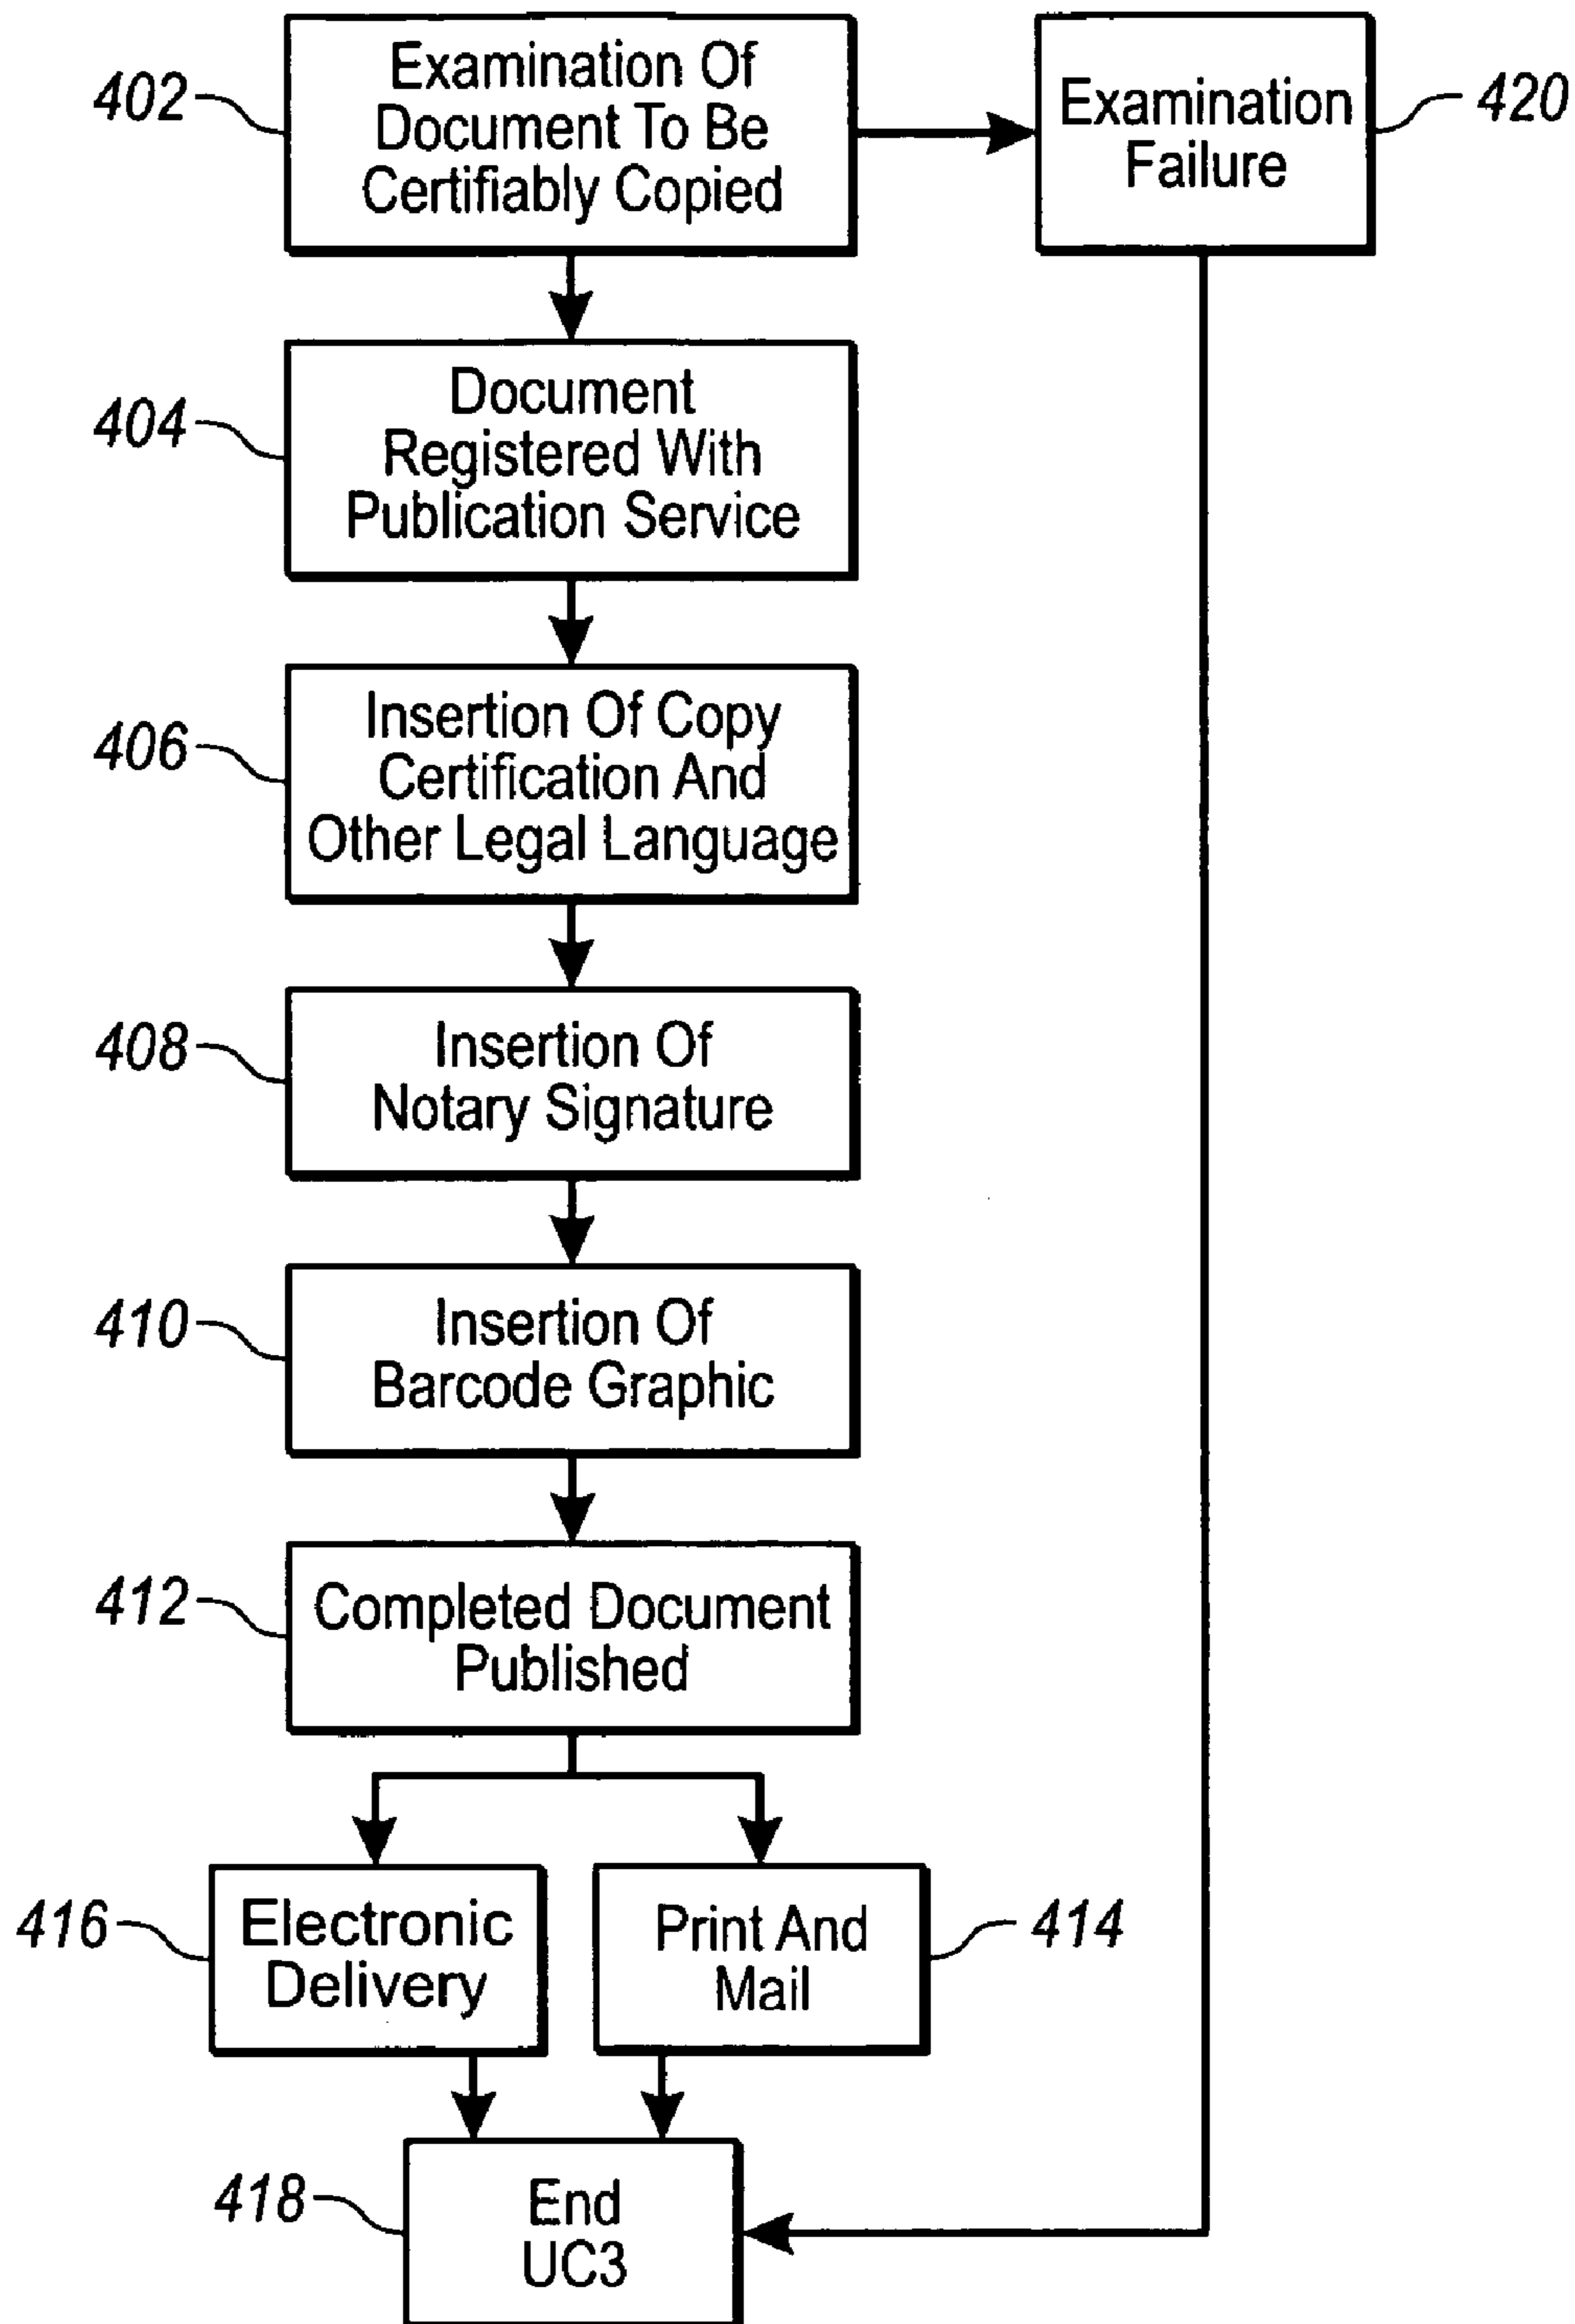 402
Examination Of
Document To Be
Certifiably Copied
Examination
Failure
420
404
Document
Registered With
Publication Service
406
Insertion Of Copy
Certification And
Other Legal Language
408
Insertion Of
Notary Signature
410
Insertion Of
Barcode Graphic
412
Completed Document
Published
416
Electronic
Delivery
Print And
Mail
414
418
End
UC3